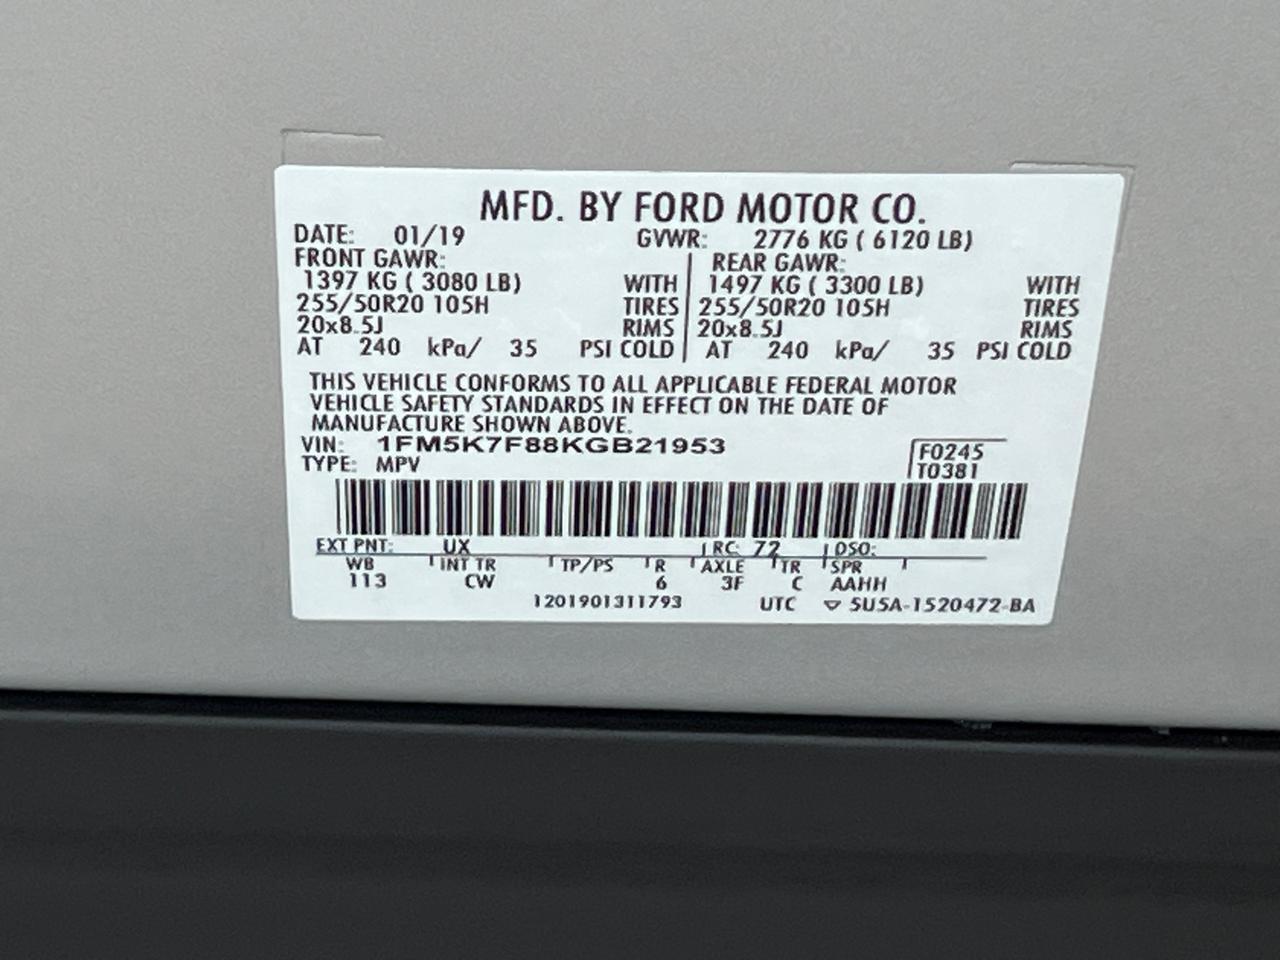 MFD. BY FORD MOTOR CO.
DATE: 01/19 GVWR: 2776 KG ( 6120 LB)
FRONT GAWR: REAR GAWR:
1397 KG ( 3080 LB) WITH 1497 KG ( 3300 LB) WITH
255/50R20 105H TIRES 255/50R20 105H TIRES
20x8.5J RIMS 20x8.5J RIMS
AT 240 kPa/ 35 PSI COLD AT 240 kPa/ 35 PSI COLD
THIS VEHICLE CONFORMS TO ALL APPLICABLE FEDERAL MOTOR
VEHICLE SAFETY STANDARDS IN EFFECT ON THE DATE OF
MANUFACTURE SHOWN ABOVE.
VIN: 1FM5K7F88KGB21953 F0245
TYPE: MPV T0381
EXT PNT: UX RC: 72 DSO:
WB INT TR TP/PS R AXLE TR SPR
113 CW 6 3F C AAHH
1201901311793 UTC ▽ 5U5A-1520472-BA